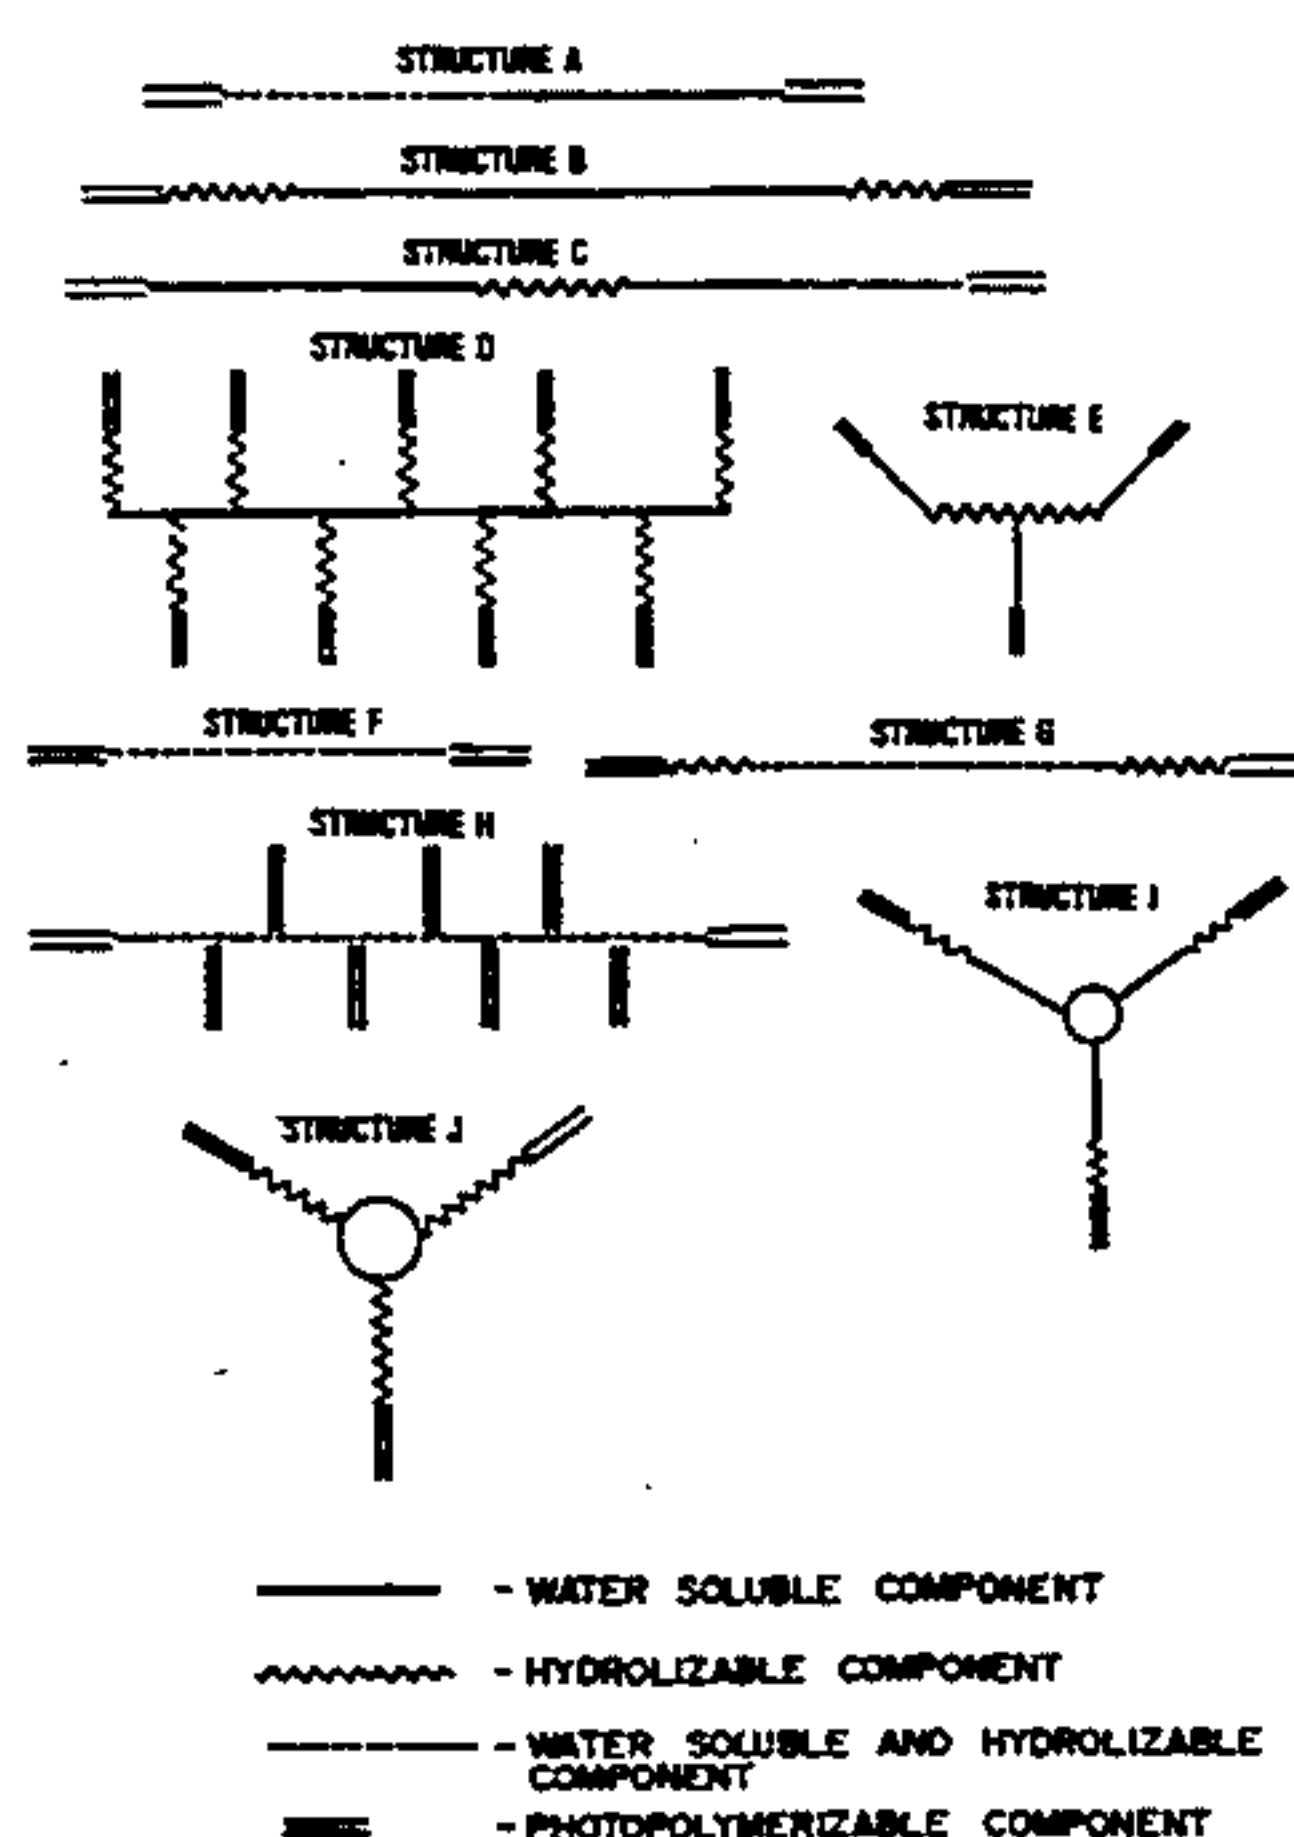 STRUCTURE A
STRUCTURE B
STRUCTURE C
STRUCTURE D
STRUCTURE E
STRUCTURE F
STRUCTURE G
STRUCTURE H
STRUCTURE I
STRUCTURE J
- WATER SOLUBLE COMPONENT
- HYDROLIZABLE COMPONENT
- WATER SOLUBLE AND HYDROLIZABLE
COMPONENT
- PHOTOPOLYMERIZABLE COMPONENT